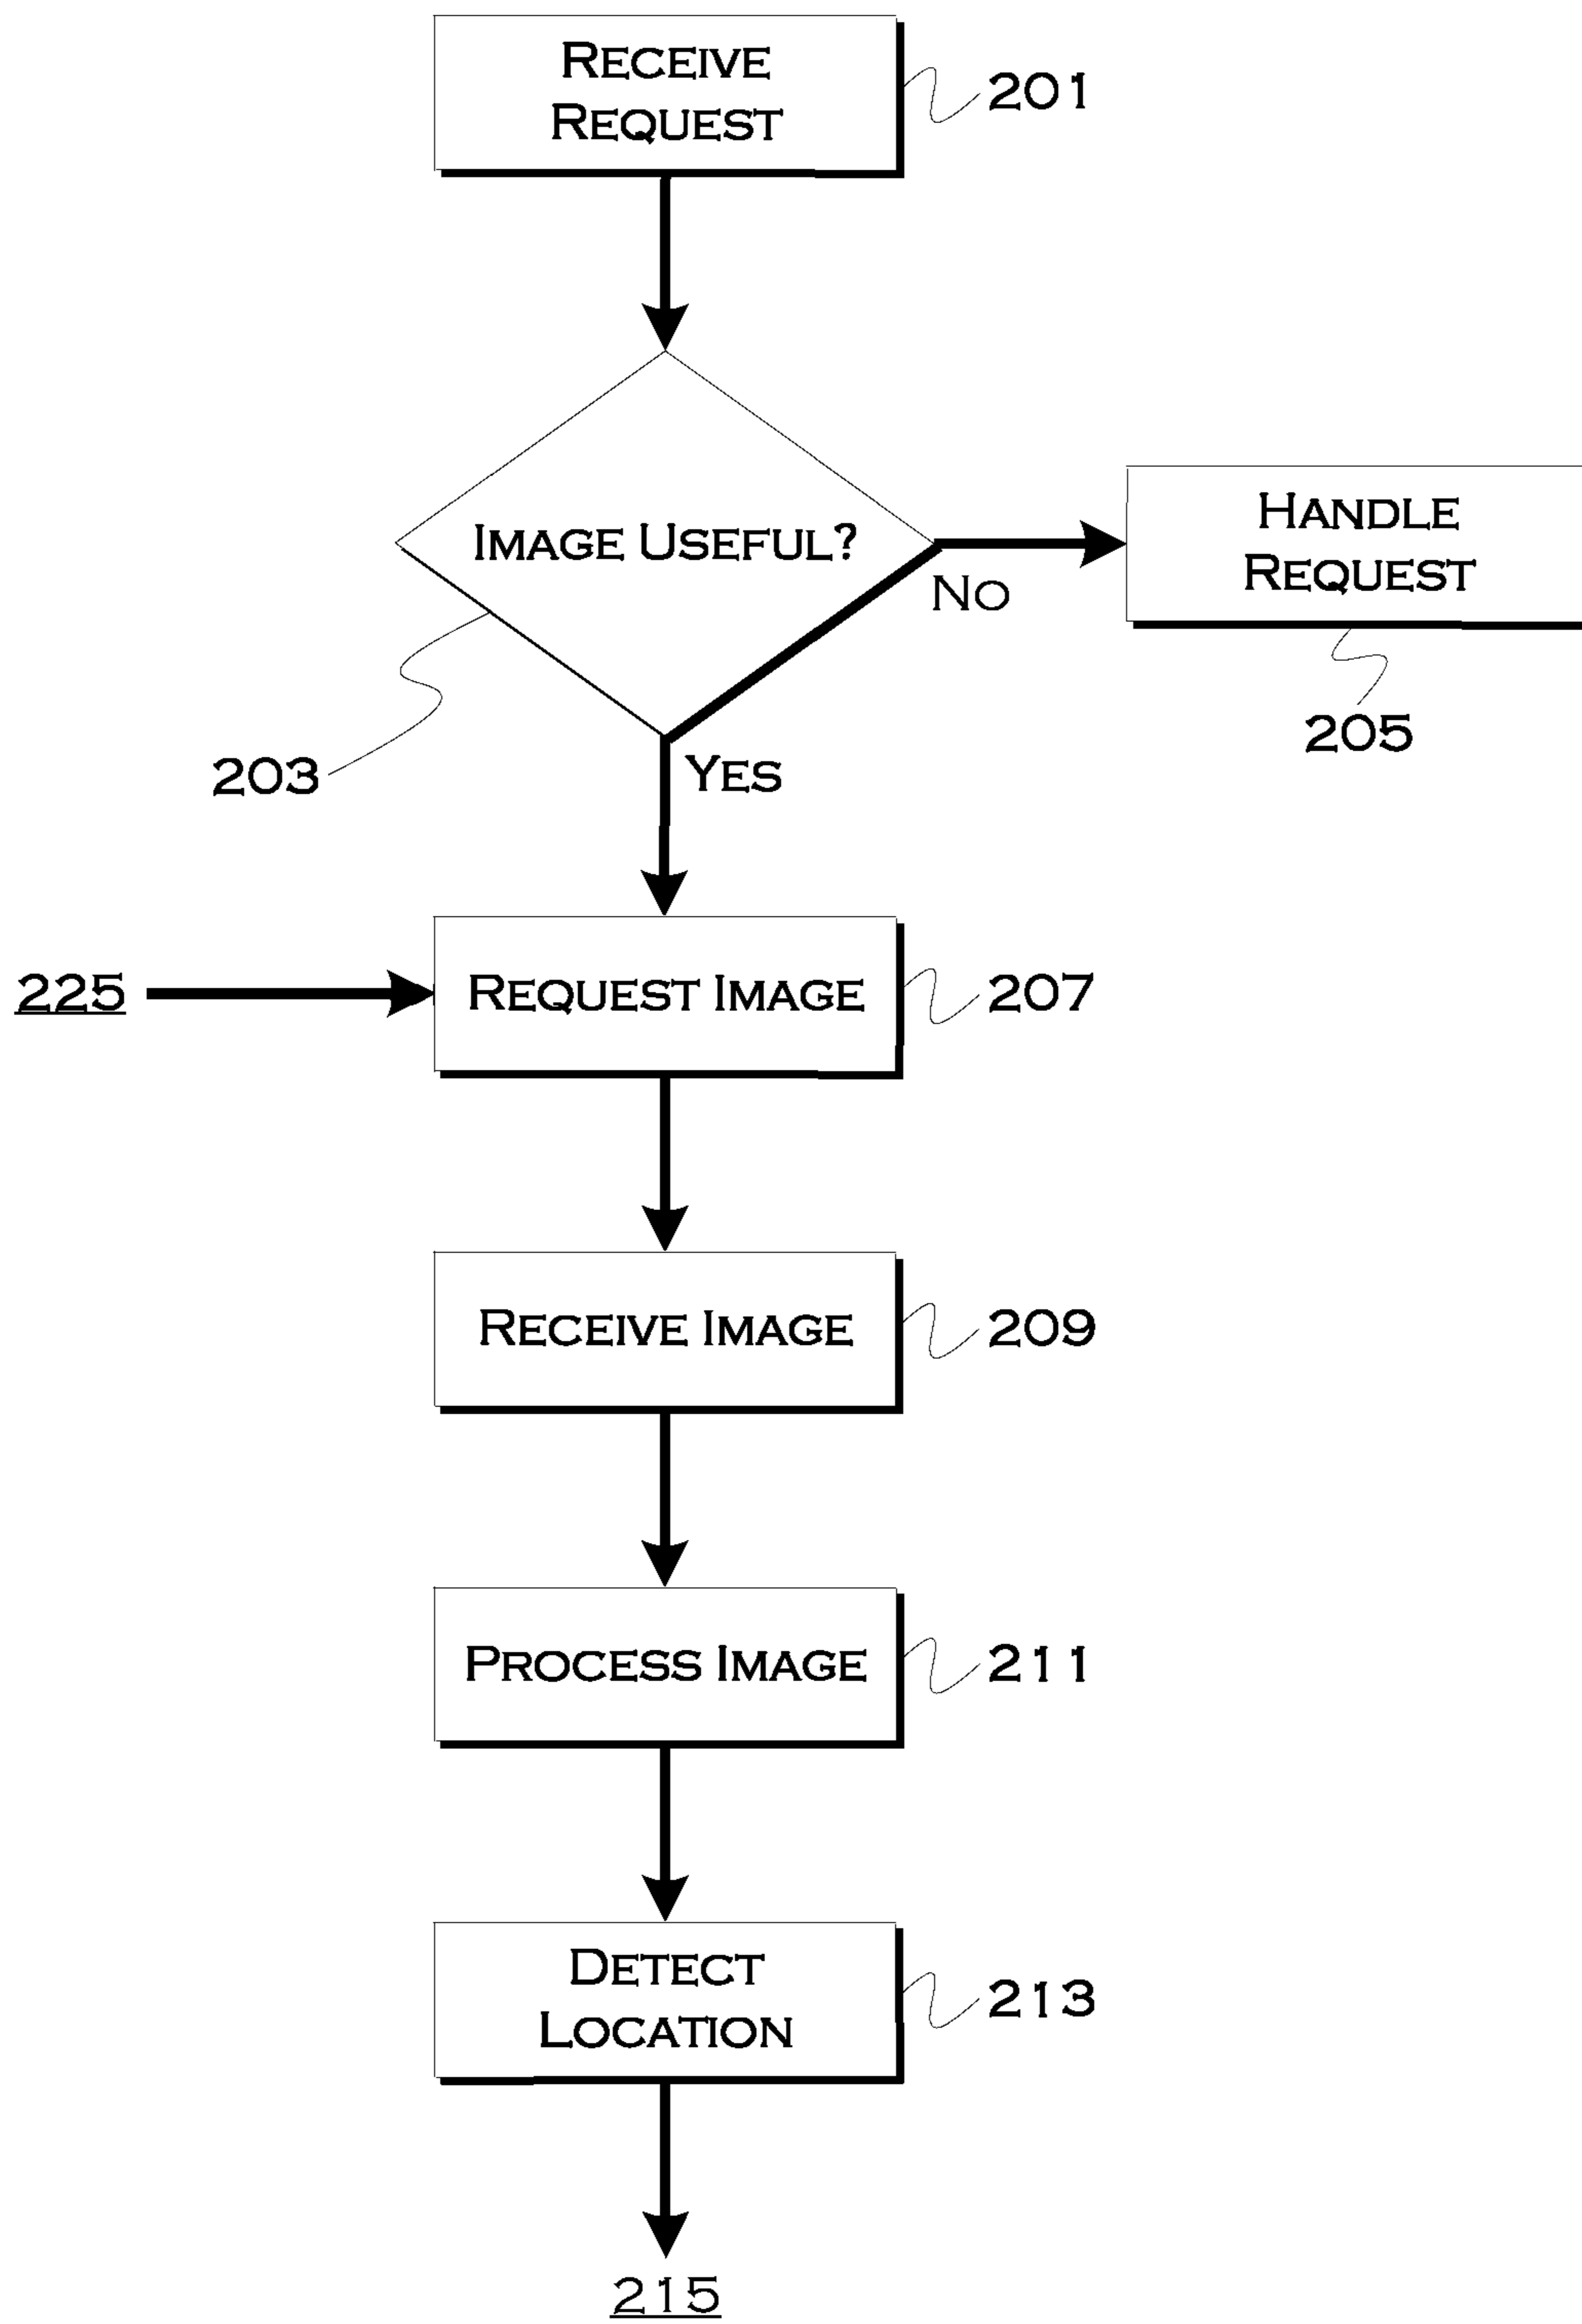 RECEIVE
REQUEST
201
IMAGE USEFUL?
NO
HANDLE
REQUEST
205
203
YES
225
REQUEST IMAGE
207
RECEIVE IMAGE
209
PROCESS IMAGE
211
DETECT
LOCATION
213
215